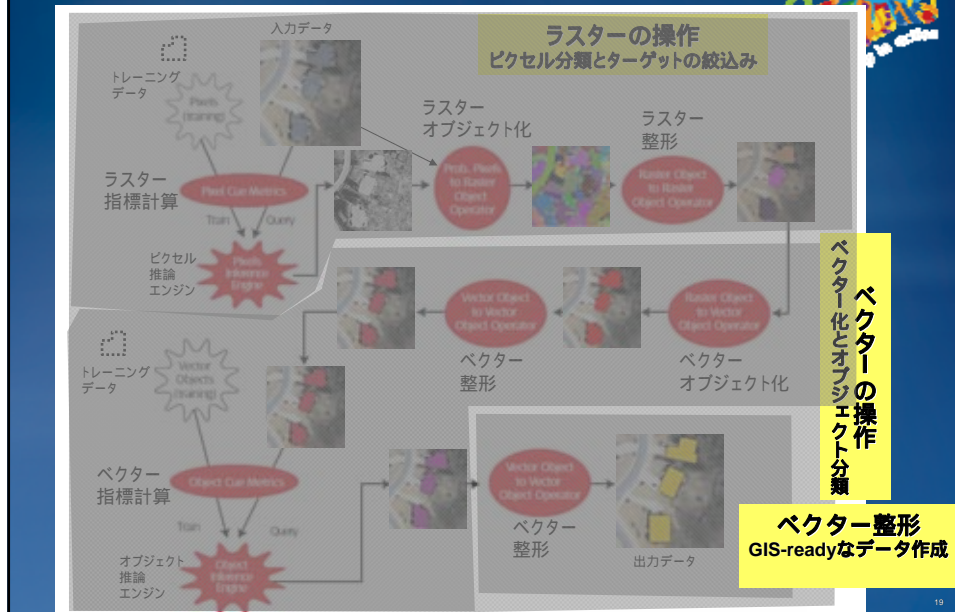 入力データ
ラスターの操作
ピクセル分類とターゲットの絞込み
トレーニング
データ
Pixels
(training)
ラスター
オブジェクト化
ラスター
整形
Prob. Pixels
to Raster
Object
Operator
Raster Object
to Raster
Object Operator
ラスター
指標計算
Pixel Cue Metrics
Train
Query
ピクセル
推論
エンジン
Pixels
Inference
Engine
ベクターの操作
ベクター化とオブジェクト分類
Vector Object
to Vector
Object Operator
Raster Object
to Vector
Object Operator
ベクター
整形
ベクター
オブジェクト化
トレーニング
データ
Vector
Objects
(training)
ベクター
指標計算
Object Cue Metrics
Train
Query
オブジェクト
推論
エンジン
Object
Inference
Engine
Vector Object
to Vector
Object Operator
ベクター
整形
出力データ
ベクター整形
GIS-readyなデータ作成
19